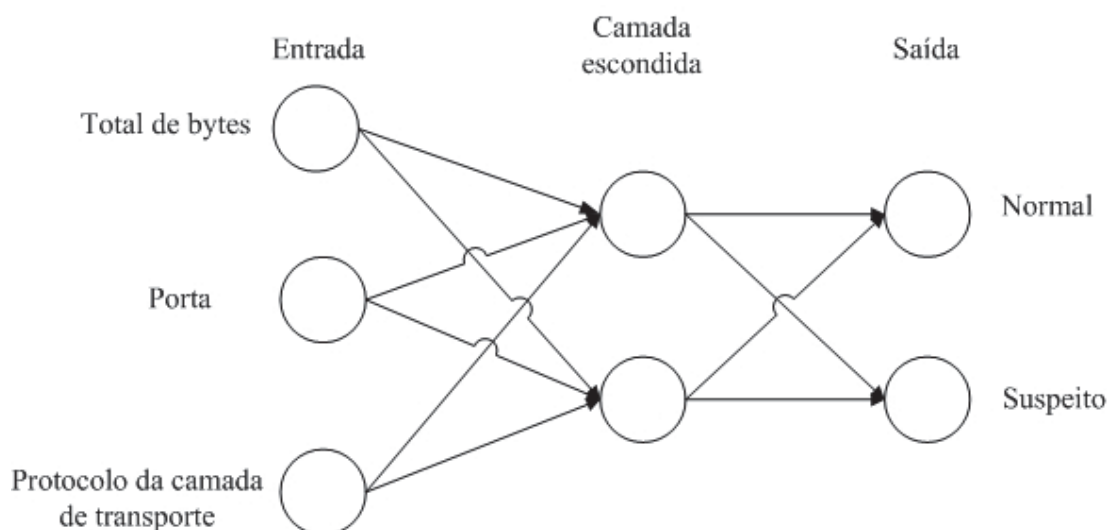 Entrada
Camada
escondida
Saída
Total de bytes
Normal
Porta
Suspeito
Protocolo da camada
de transporte